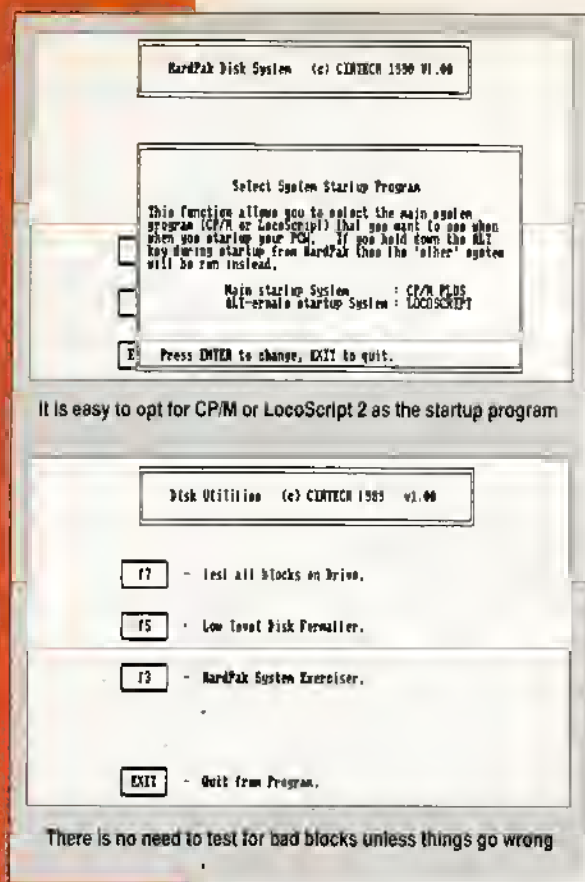 HardPak Disk System (c) CIRTECH 1990 V1.00
Select System Startup Program
This function allows you to select the main system
program (CP/M or LocoScript) that you want to see when
when you startup your PCW. If you hold down the ALT
key during startup from HardPak then the 'other' system
will be run instead.
Main startup System : CP/M PLUS
ALT-ernate startup System : LOCOSCRIPT
E
Press ENTER to change, EXIT to quit.
It is easy to opt for CP/M or LocoScript 2 as the startup program
Disk Utilities (c) CIRTECH 1989 v1.00
f7 - Test all blocks on Drive.
f5 - Low level Disk Formatter.
f3 - HardPak System Exerciser.
EXIT - Quit from Program.
There is no need to test for bad blocks unless things go wrong